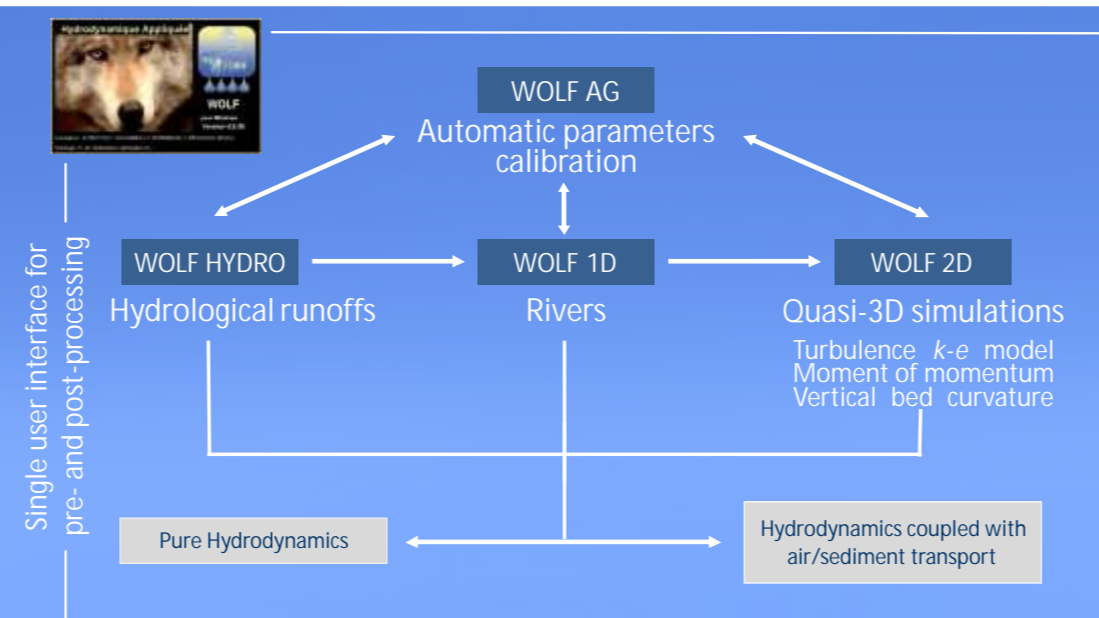 Hydrodynamique Appliquée
WOLF
WOLF AG
Automatic parameters
calibration
WOLF HYDRO
WOLF 1D
WOLF 2D
Hydrological runoffs
Rivers
Quasi-3D simulations
Turbulence k-e model
Moment of momentum
Vertical bed curvature
Single user interface for
pre- and post-processing
Pure Hydrodynamics
Hydrodynamics coupled with
air/sediment transport